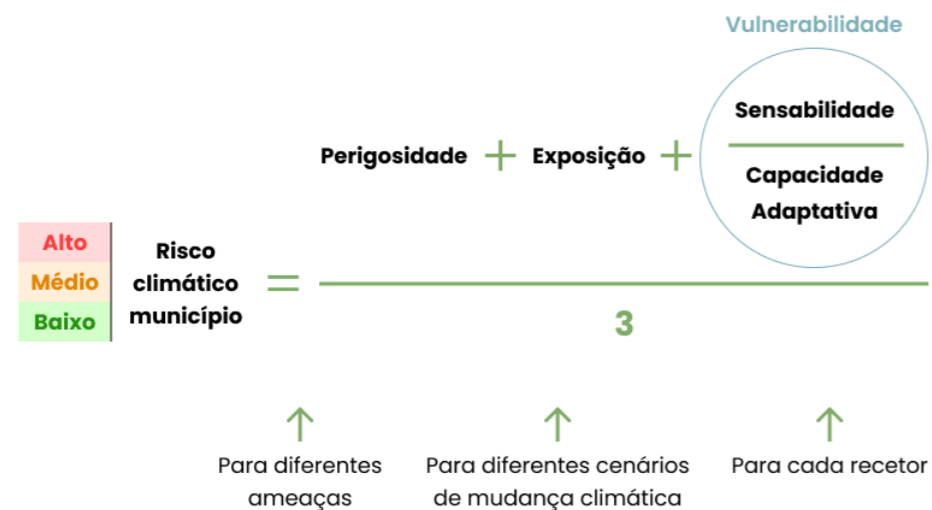 Vulnerabilidade
Sensabilidade
Perigosidade + Exposição +
Capacidade
Adaptativa
Alto
Médio
Baixo
Risco
climático
município
=
3
Para diferentes
ameaças
Para diferentes cenários
de mudança climática
Para cada recetor